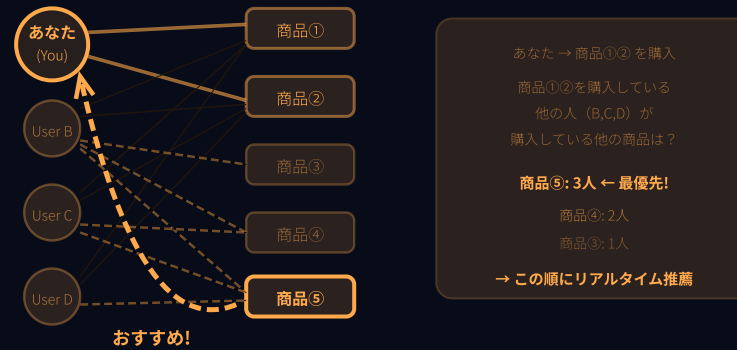 あなた
(You)
User B
User C
User D
商品①
商品②
商品③
商品④
商品⑤
おすすめ!
あなた → 商品①② を購入
商品①②を購入している
他の人（B,C,D）が
購入している他の商品は？
商品⑤: 3人 ← 最優先!
商品④: 2人
商品③: 1人
→ この順にリアルタイム推薦